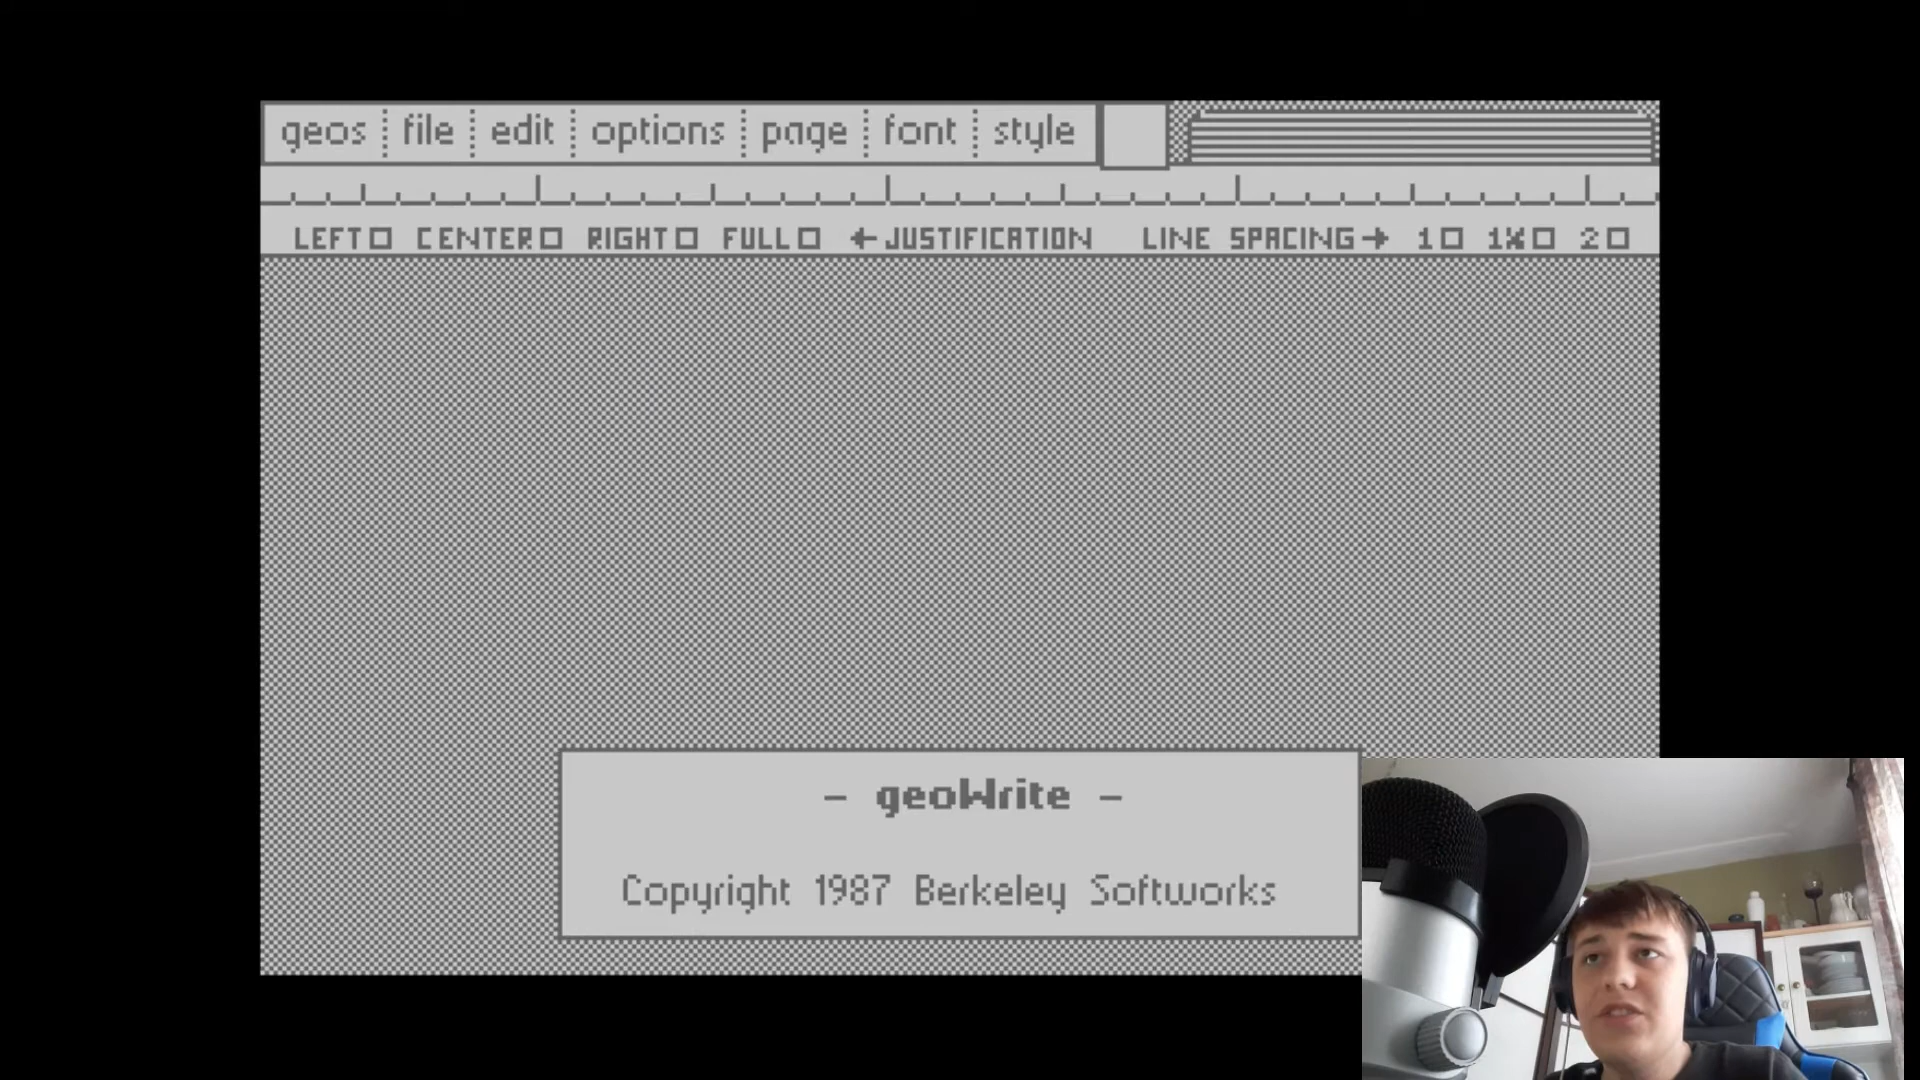 geos file edit options page font style
LEFT CENTER RIGHT FULL ←JUSTIFICATION LINE SPACING→ 1 1½ 2
- geoWrite -
Copyright 1987 Berkeley Softworks